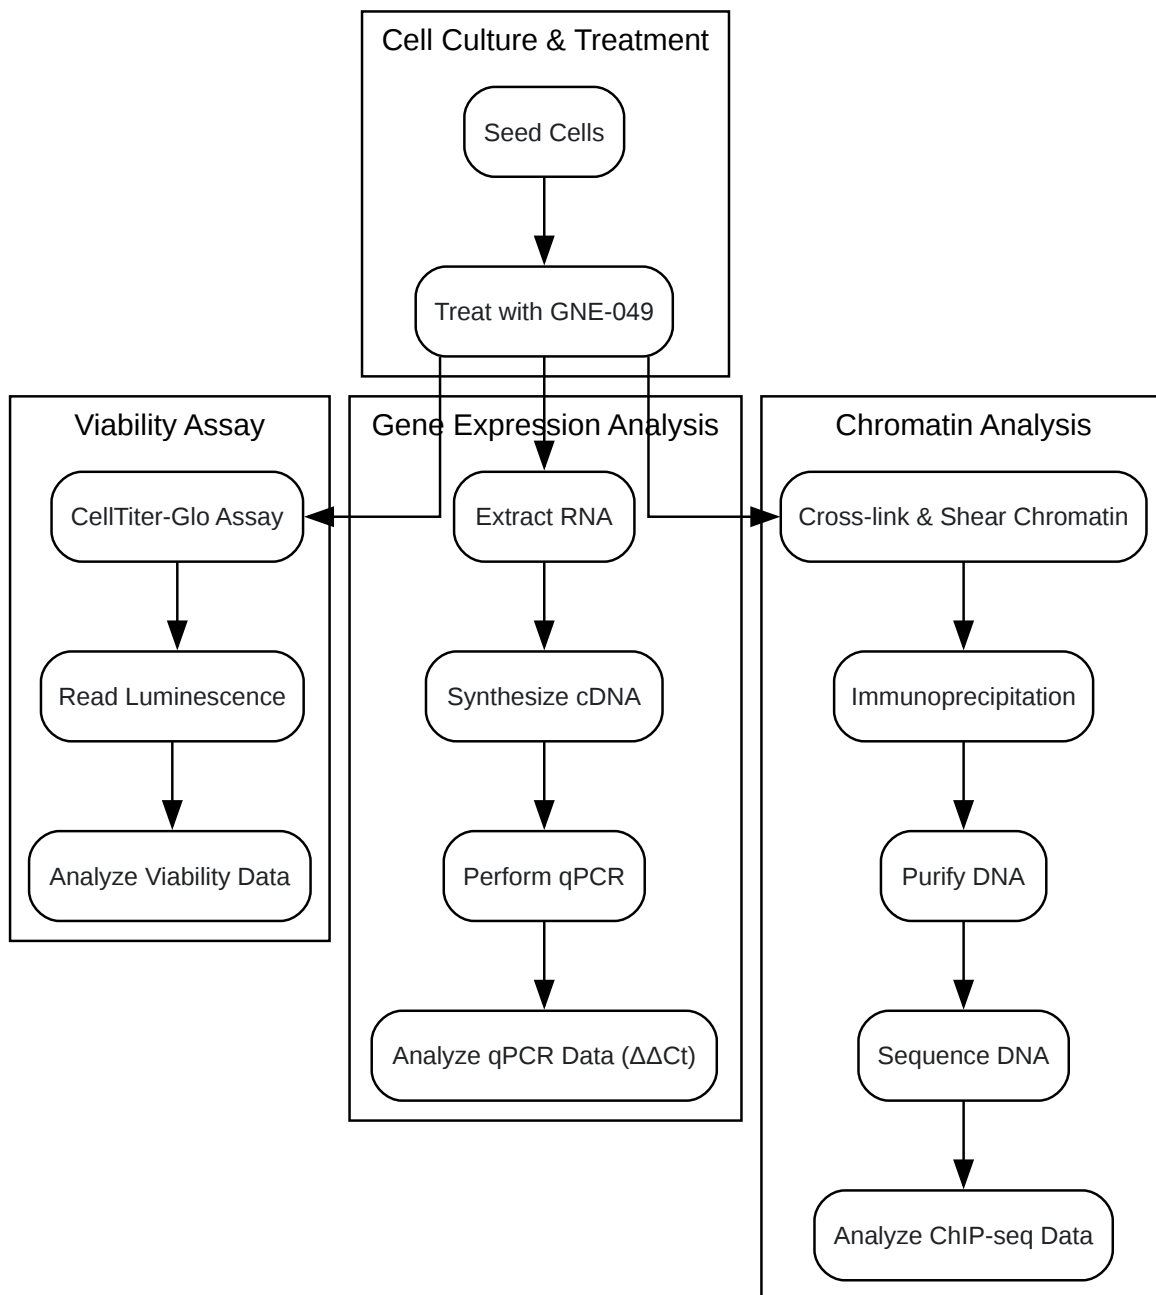 Cell Culture & Treatment
Seed Cells
Treat with GNE-049
Viability Assay
CellTiter-Glo Assay
Read Luminescence
Analyze Viability Data
Gene Expression Analysis
Extract RNA
Synthesize cDNA
Perform qPCR
Analyze qPCR Data (ΔΔCt)
Chromatin Analysis
Cross-link & Shear Chromatin
Immunoprecipitation
Purify DNA
Sequence DNA
Analyze ChIP-seq Data